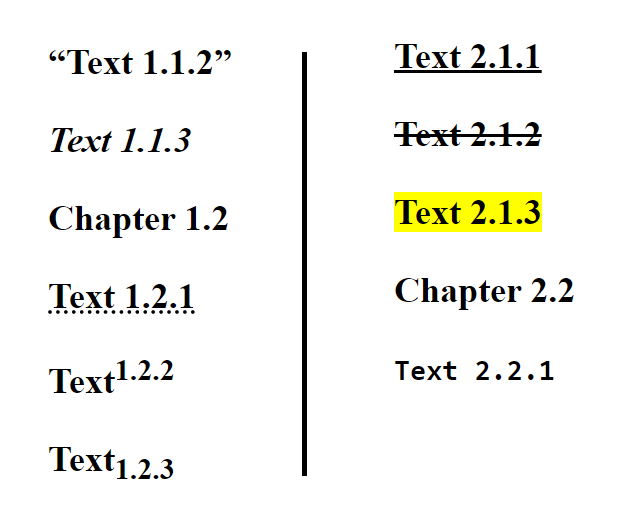 “Text 1.1.2”
Text 1.1.3
Chapter 1.2
Text 1.2.1
Text1.2.2
Text1.2.3
Text 2.1.1
Text 2.1.2
Text 2.1.3
Chapter 2.2
Text 2.2.1